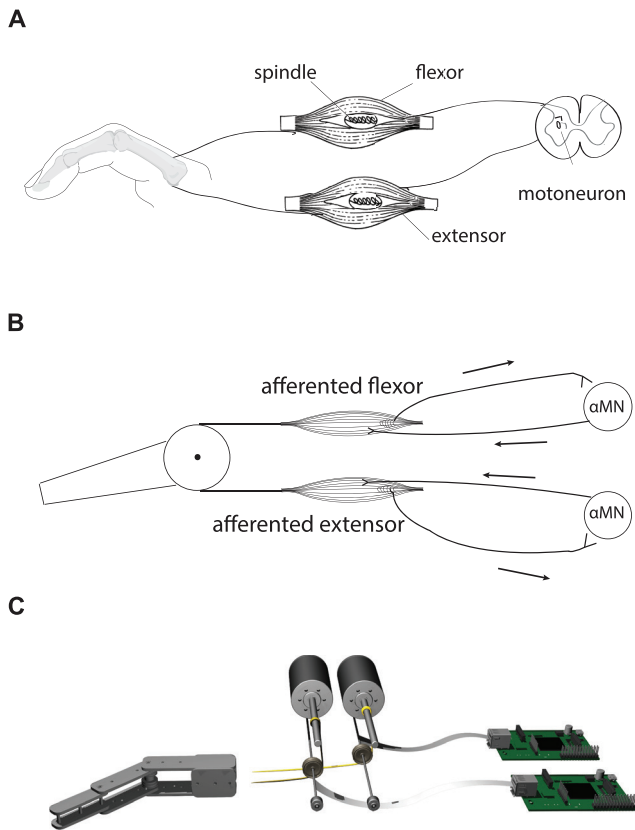 A
spindle
flexor
motoneuron
extensor
B
afferented flexor
αMN
αMN
afferented extensor
C